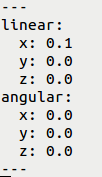 ---
linear:
  x: 0.1
  y: 0.0
  z: 0.0
angular:
  x: 0.0
  y: 0.0
  z: 0.0
---